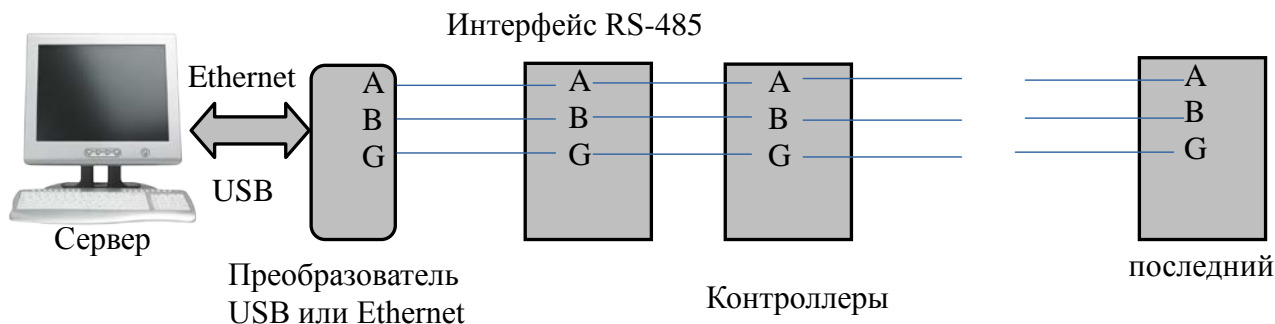 Интерфейс RS-485
Ethernet
USB
Сервер
A
B
G
A
B
G
A
B
G
A
B
G
Преобразователь
USB или Ethernet
Контроллеры
последний